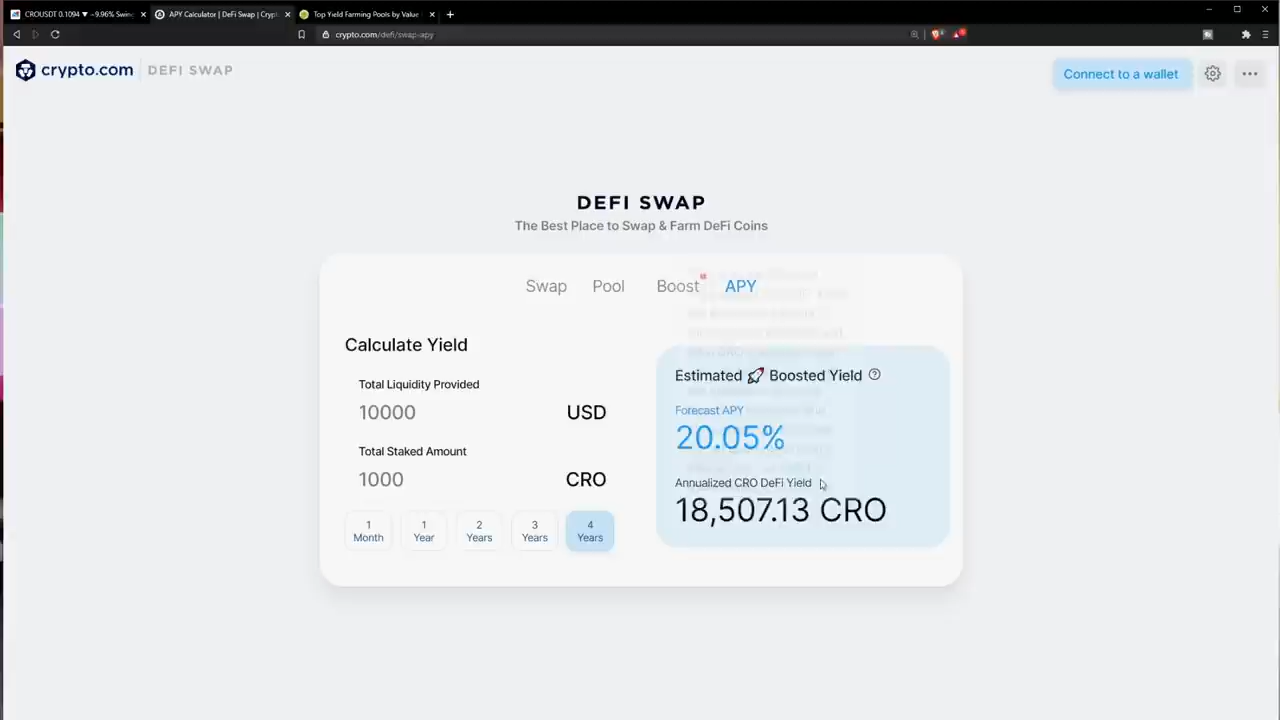 CROUSDT 0.1094 ▼ −9.96% Swin
APY Calculator | DeFi Swap | Crypt
Top Yield Farming Pools by Value
crypto.com/defi/swap-apy
crypto.com DEFI SWAP
Connect to a wallet
DEFI SWAP
The Best Place to Swap & Farm DeFi Coins
Swap Pool Boost APY
Calculate Yield
Total Liquidity Provided
10000 USD
Total Staked Amount
1000 CRO
1 Month
1 Year
2 Years
3 Years
4 Years
Estimated 🚀 Boosted Yield ?
Forecast APY
20.05%
Annualized CRO DeFi Yield
18,507.13 CRO